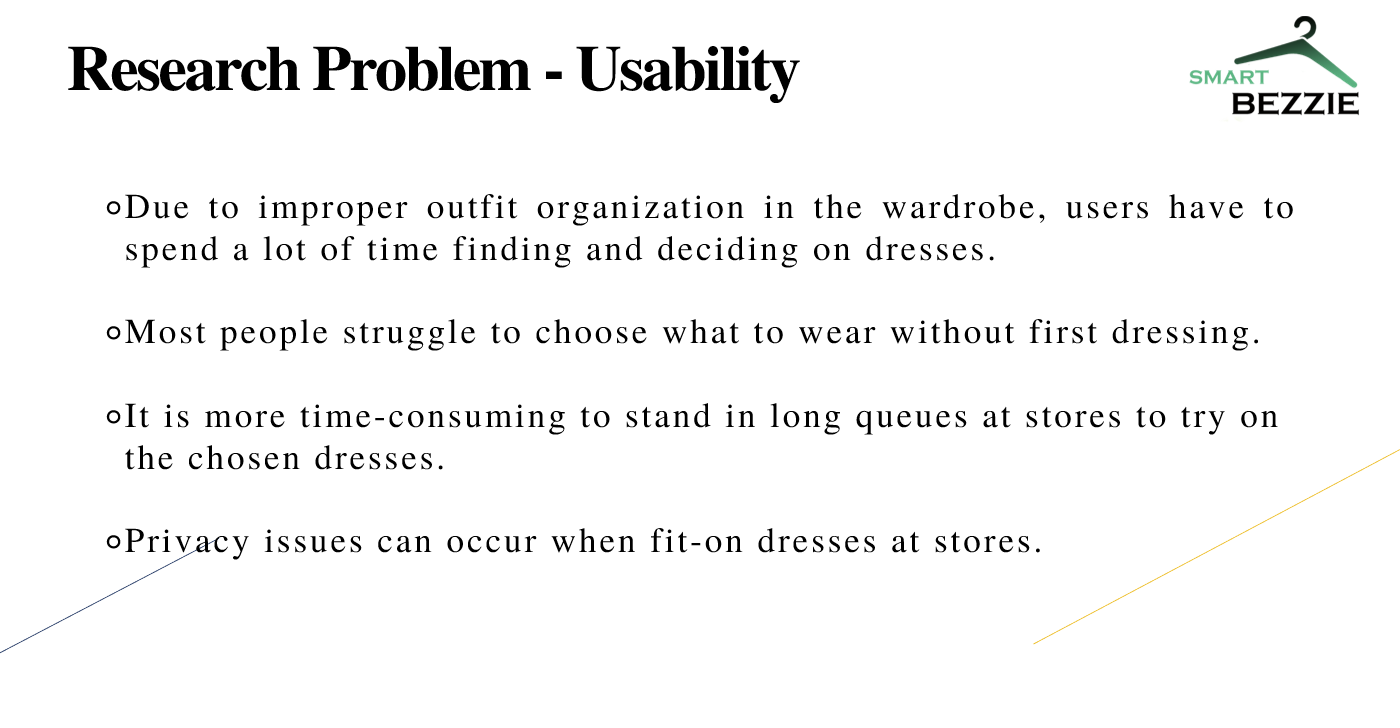 Research Problem - Usability
SMART
BEZZIE
Due to improper outfit organization in the wardrobe, users have to
spend a lot of time finding and deciding on dresses.
Most people struggle to choose what to wear without first dressing.
It is more time-consuming to stand in long queues at stores to try on
the chosen dresses.
Privacy issues can occur when fit-on dresses at stores.